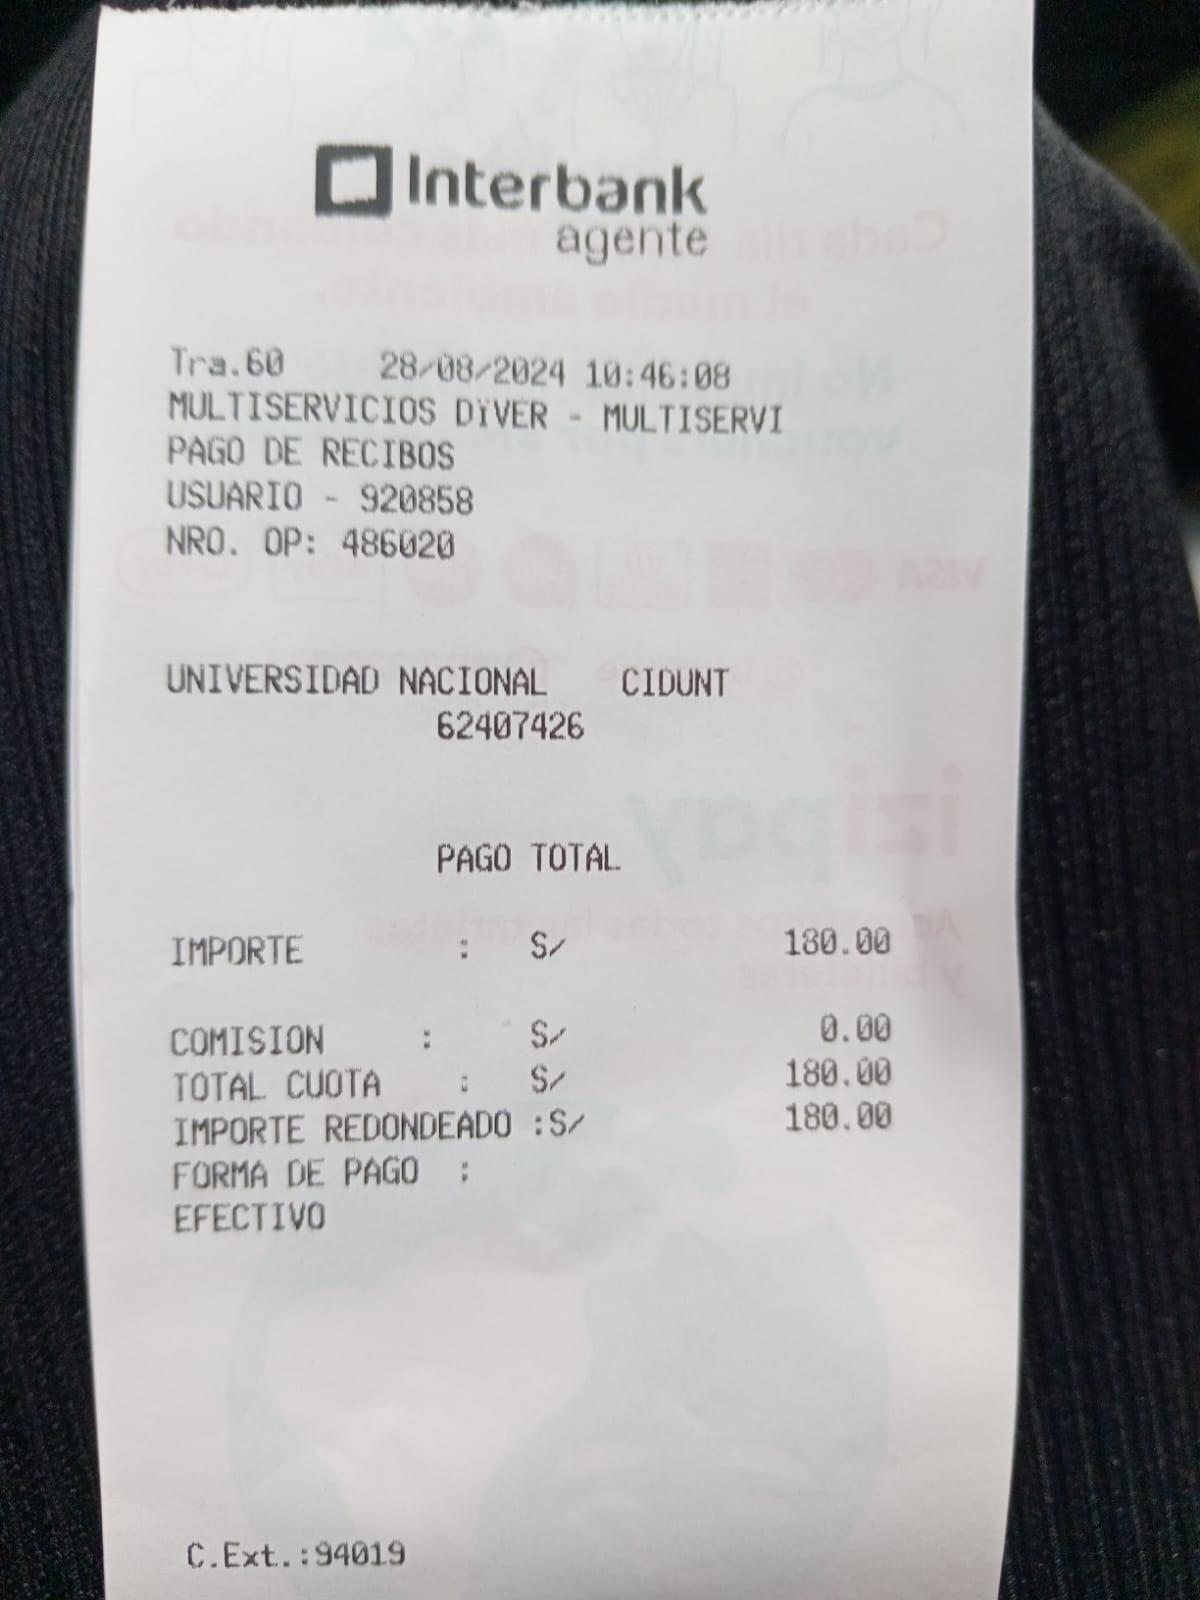 Interbank
agente
Tra.60 28/08/2024 10:46:08
MULTISERVICIOS DïVER - MULTISERVI
PAGO DE RECIBOS
USUARIO - 920858
NRO. OP: 486020
UNIVERSIDAD NACIONAL CIDUNT
62407426
PAGO TOTAL
IMPORTE : S/ 180.00
COMISION : S/ 0.00
TOTAL CUOTA : S/ 180.00
IMPORTE REDONDEADO :S/ 180.00
FORMA DE PAGO :
EFECTIVO
C.Ext.:94019